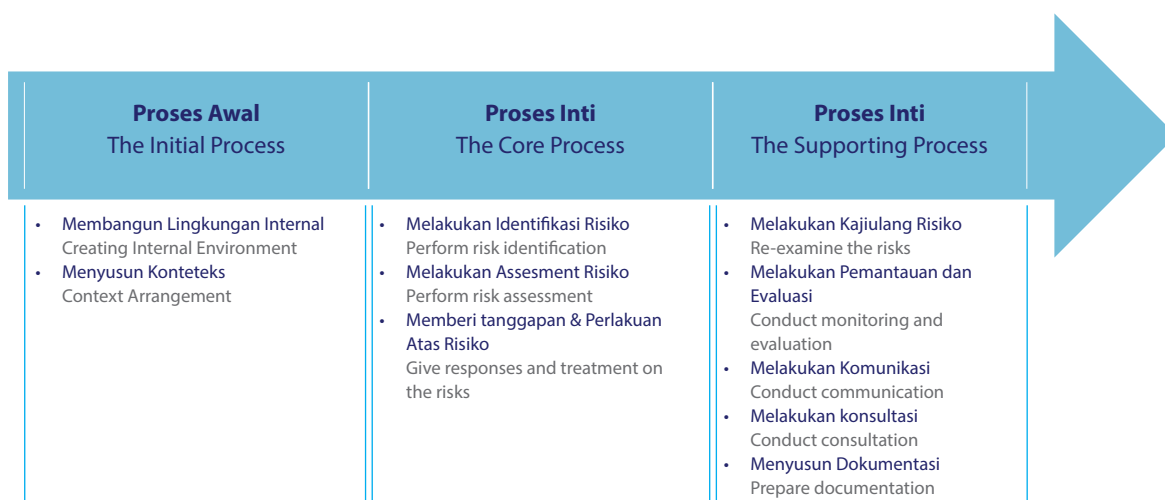 Proses Awal
The Initial Process
Proses Inti
The Core Process
Proses Inti
The Supporting Process
• Membangun Lingkungan Internal
Creating Internal Environment
• Menyusun Konteteks
Context Arrangement
• Melakukan Identifikasi Risiko
Perform risk identification
• Melakukan Assesment Risiko
Perform risk assessment
• Memberi tanggapan & Perlakuan
Atas Risiko
Give responses and treatment on
the risks
• Melakukan Kajiulang Risiko
Re-examine the risks
• Melakukan Pemantauan dan
Evaluasi
Conduct monitoring and
evaluation
• Melakukan Komunikasi
Conduct communication
• Melakukan konsultasi
Conduct consultation
• Menyusun Dokumentasi
Prepare documentation